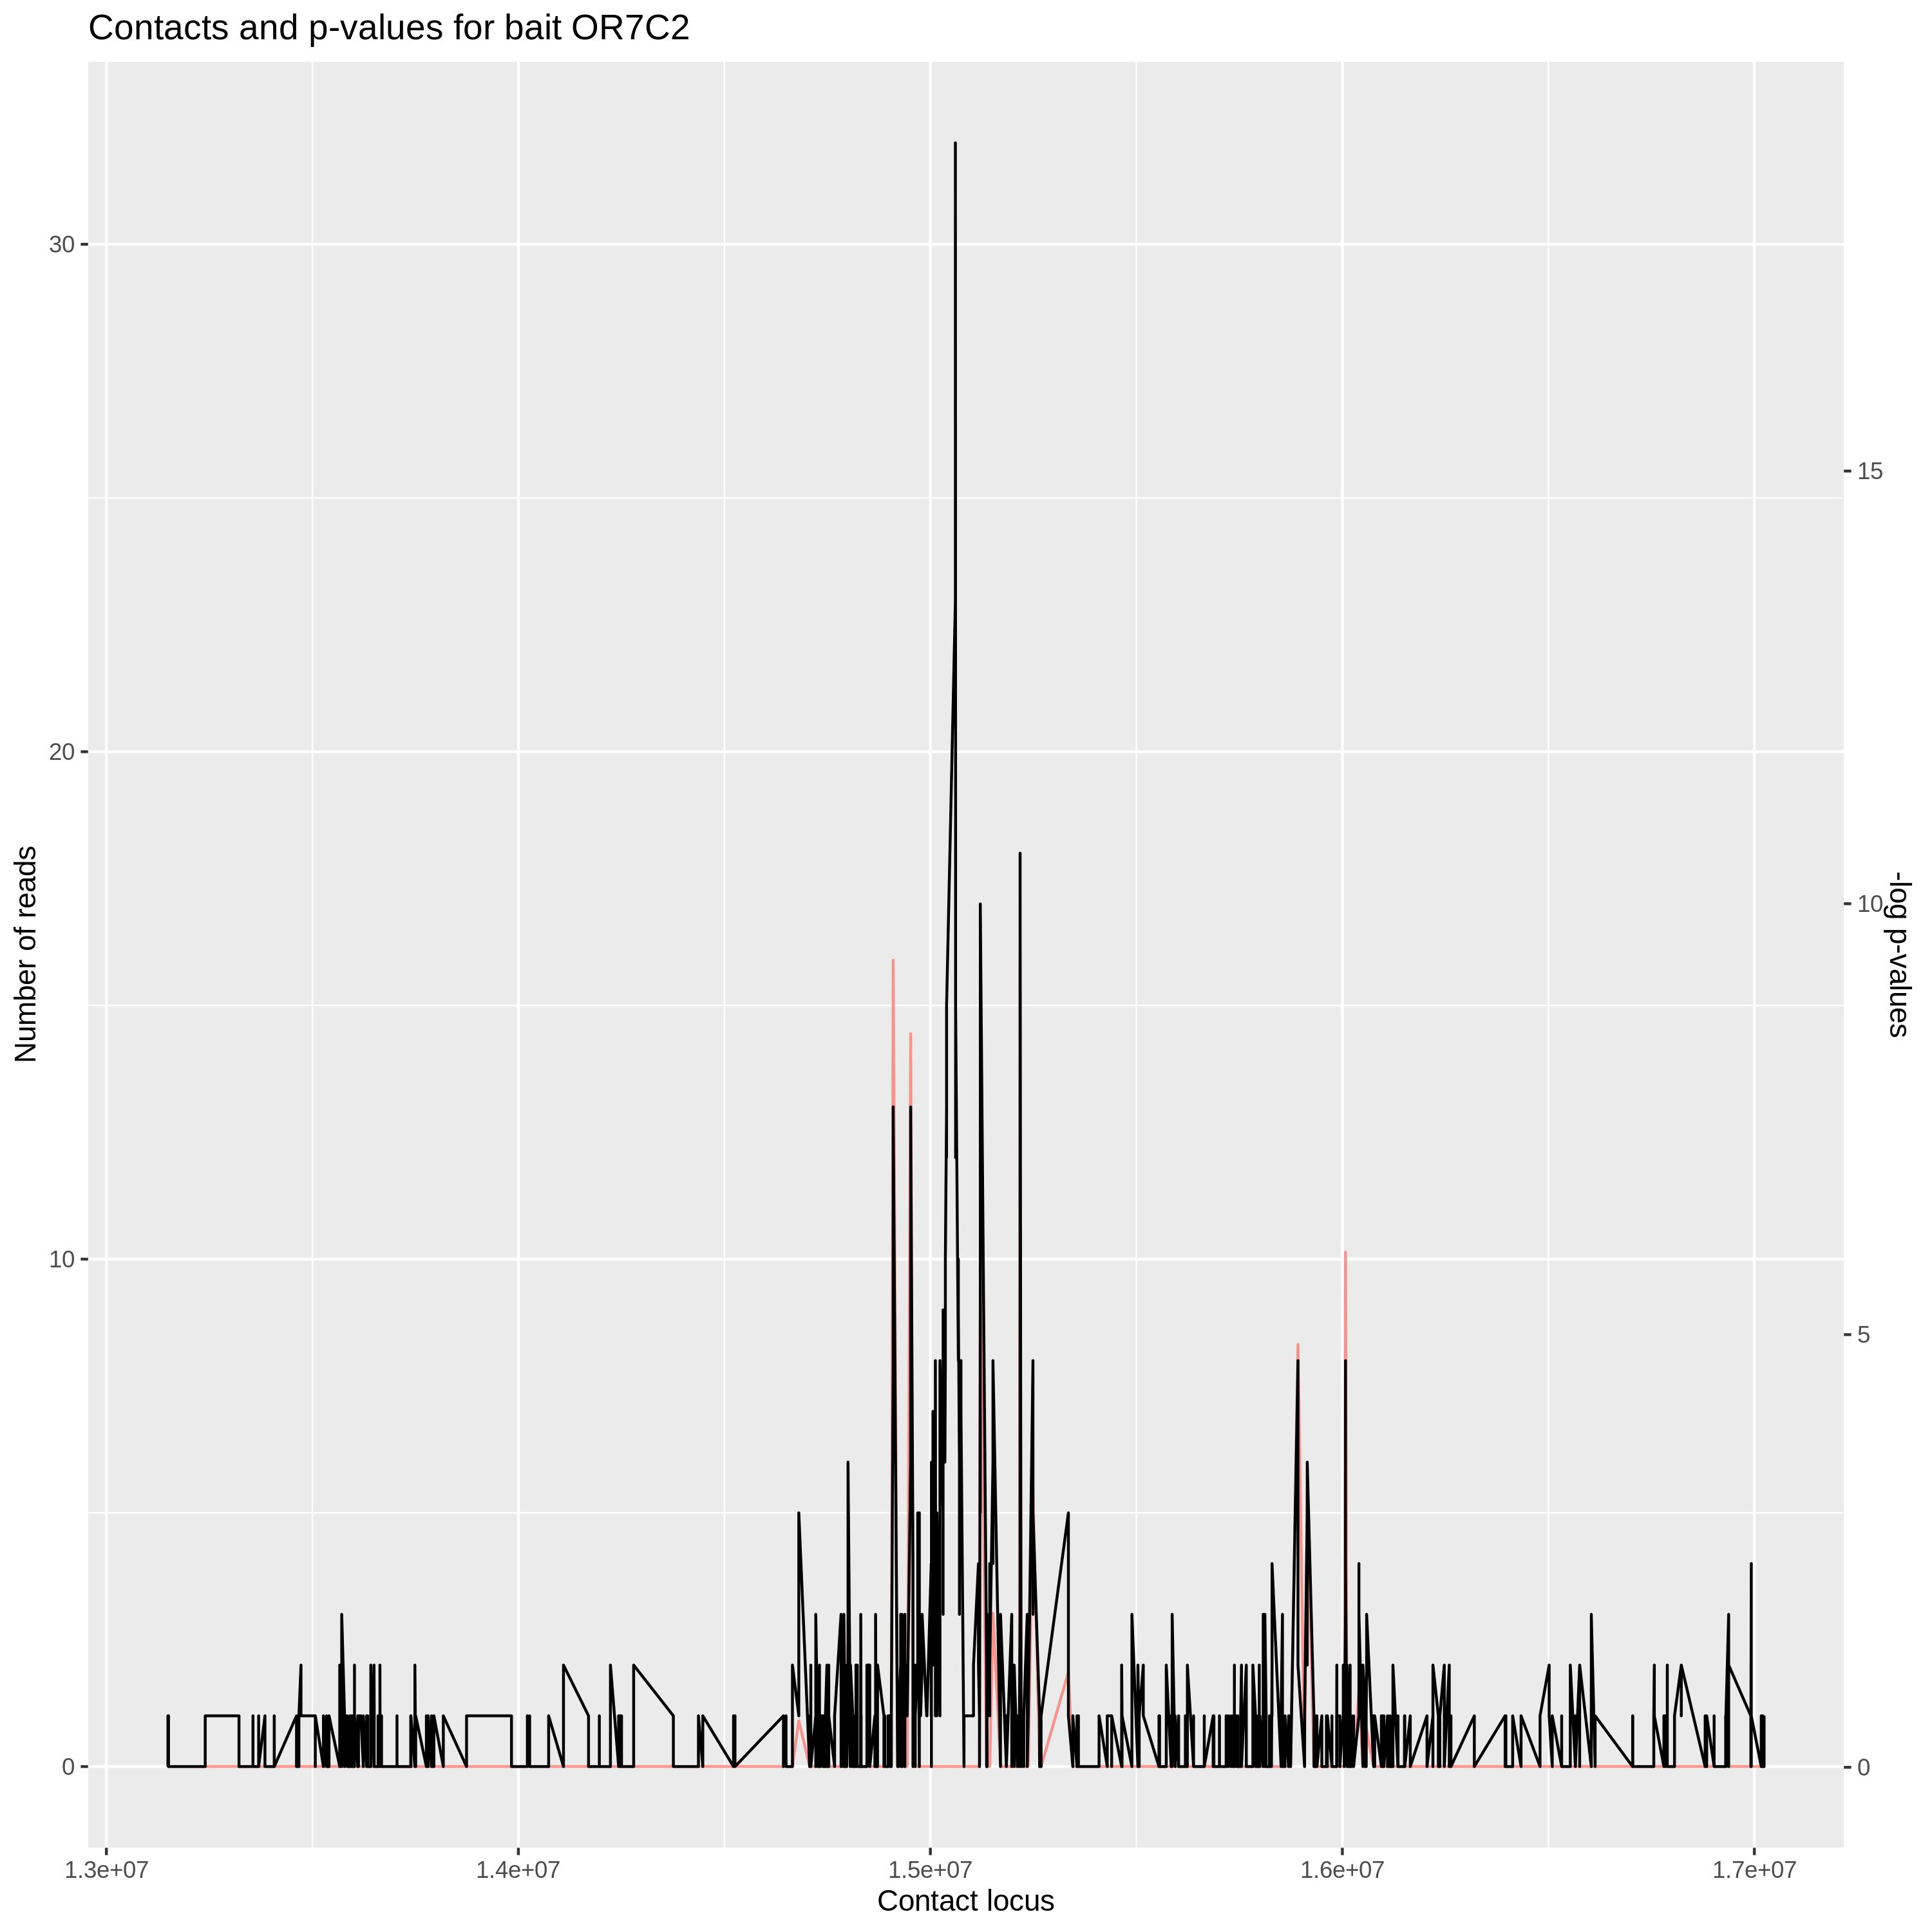 Contacts and p-values for bait OR7C2
30
20
10
0
Number of reads
15
10
5
0
-log p-values
1.3e+07
1.4e+07
1.5e+07
1.6e+07
1.7e+07
Contact locus